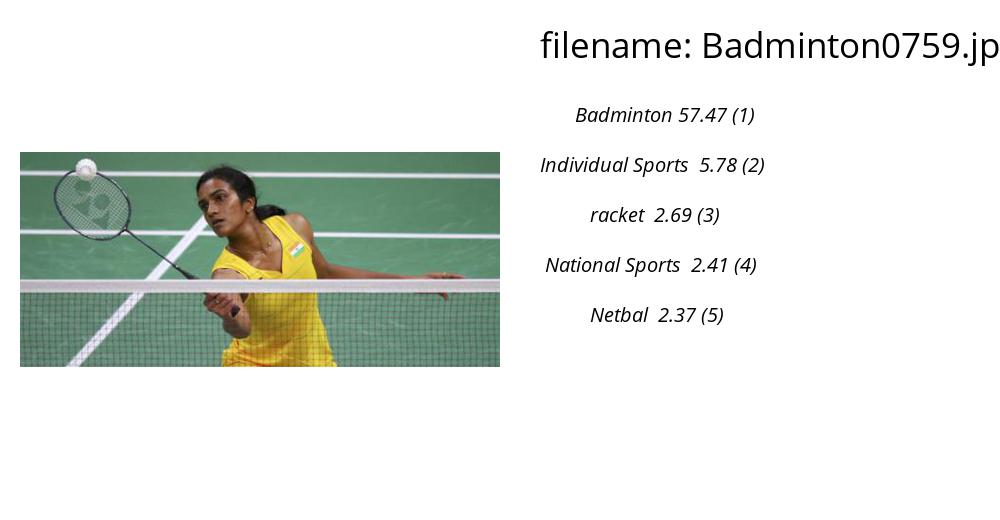 filename: Badminton0759.jp
Badminton 57.47 (1)
Individual Sports 5.78 (2)
racket 2.69 (3)
National Sports 2.41 (4)
Netbal 2.37 (5)